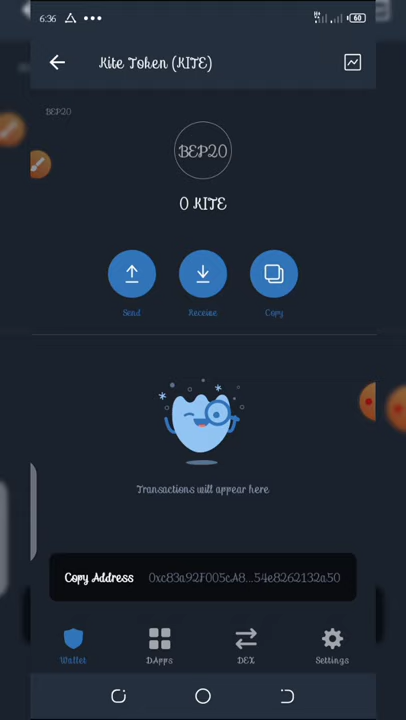 6:36 60
Kite Token (KITE)
BEP20
BEP20
0 KITE
Send Receive Copy
Transactions will appear here
Copy Address 0xc83a92F005cA8...54e8262132a50
Wallet DApps DEX Settings